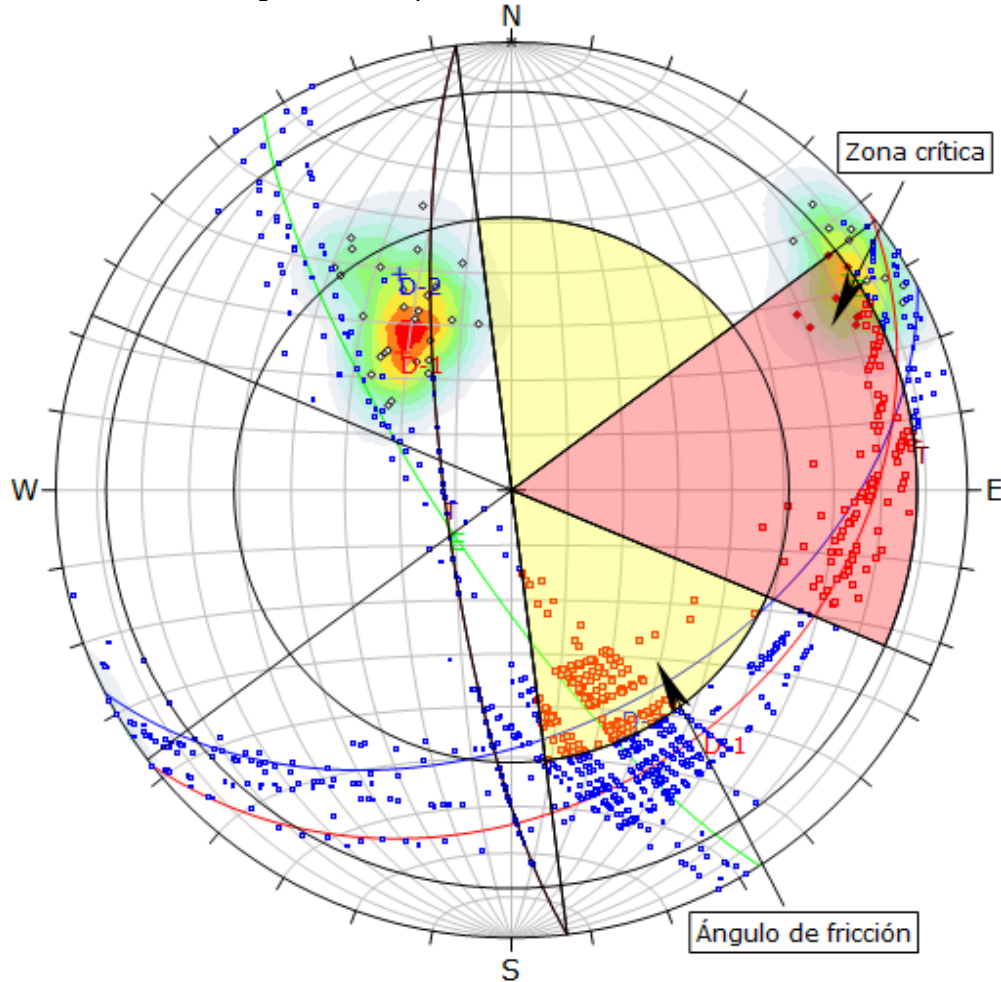 N
Zona crítica
D-2
D-1
T
W
E
D-1
Ángulo de fricción
S